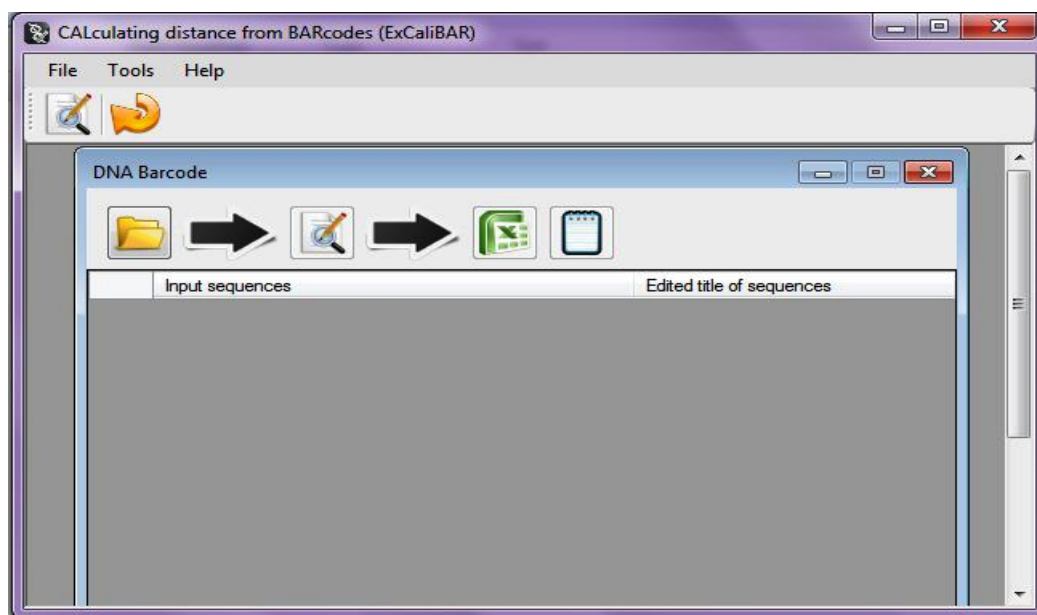 CALculating distance from BARcodes (ExCaliBAR)
File Tools Help
DNA Barcode
Input sequences Edited title of sequences